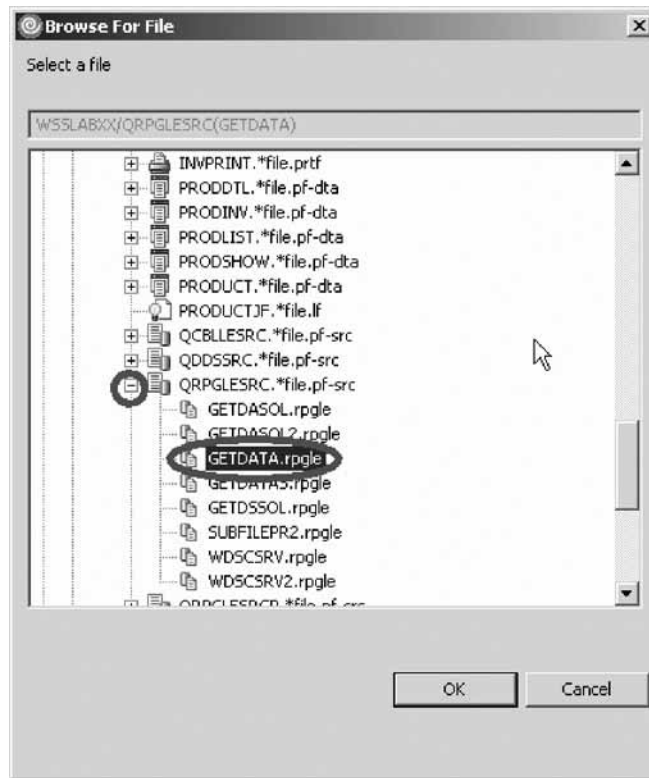 Browse For File
Select a file
WSSLABXX/QRPGLESRC(GETDATA)
INVPRINT.*file.prtf
PRODDTL.*file.pf-dta
PRODINV.*file.pf-dta
PRODLIST.*file.pf-dta
PRODSHOW.*file.pf-dta
PRODUCT.*file.pf-dta
PRODUCTJF.*file.lf
QCBLLESRC.*file.pf-src
QDDSSRC.*file.pf-src
QRPGLESRC.*file.pf-src
GETDASOL.rpgle
GETDASOL2.rpgle
GETDATA.rpgle
GETDATAS.rpgle
GETDSSOL.rpgle
SUBFILEPR2.rpgle
WDSCSRV.rpgle
WDSCSRV2.rpgle
OK Cancel